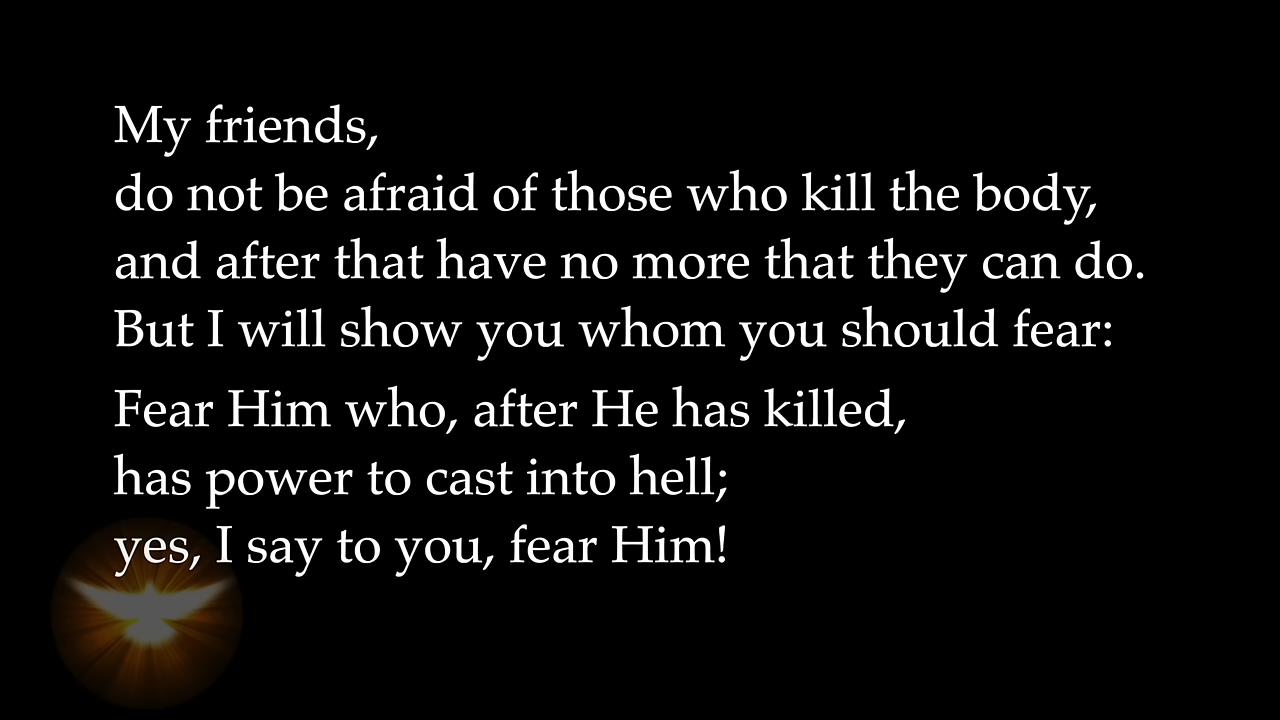 My friends,
do not be afraid of those who kill the body,
and after that have no more that they can do.
But I will show you whom you should fear:
Fear Him who, after He has killed,
has power to cast into hell;
yes, I say to you, fear Him!